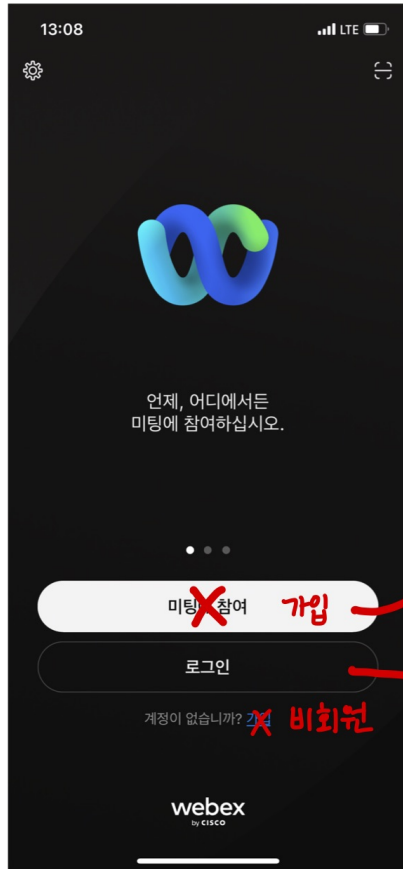 13:08 LTE
언제, 어디에서든
미팅에 참여하십시오.
미팅에 참여 가입
로그인
계정이 없습니까? 가입 비회원
webex
by CISCO